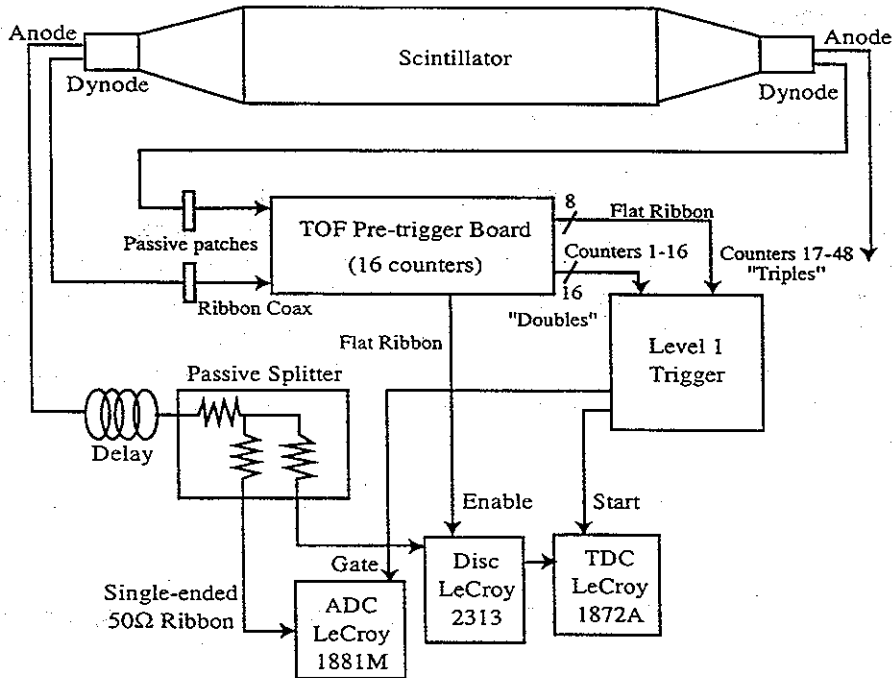 Anode
Anode
Scintillator
Dynode
Dynode
8
Flat Ribbon
TOF Pre-trigger Board
(16 counters)
Passive patches
Counters 1-16
Counters 17-48
"Triples"
16
Ribbon Coax
"Doubles"
Flat Ribbon
Level 1
Trigger
Passive Splitter
Delay
Enable
Start
Gate
Disc
LeCroy
2313
TDC
LeCroy
1872A
Single-ended
50Ω Ribbon
ADC
LeCroy
1881M